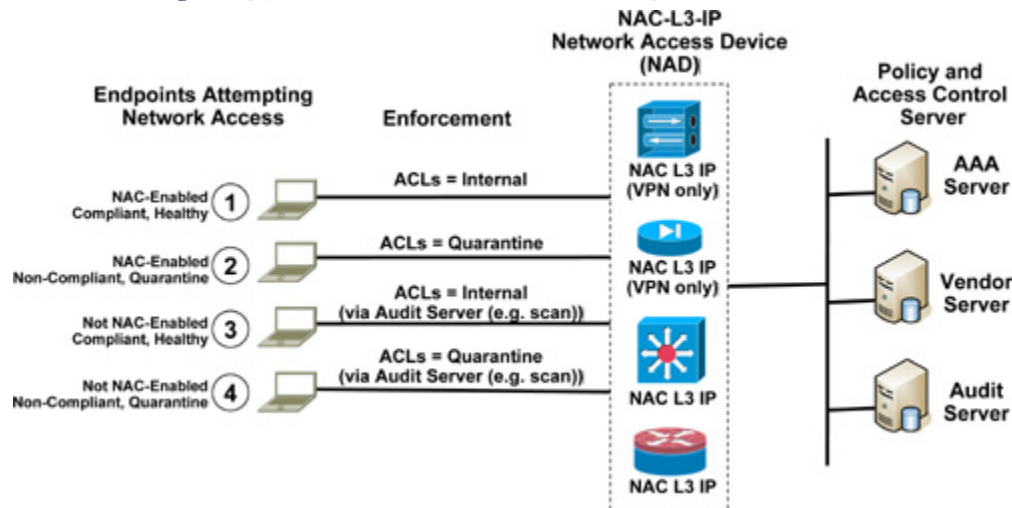 NAC-L3-IP
Network Access Device
(NAD)
Policy and
Access Control
Server
Endpoints Attempting
Network Access
Enforcement
NAC-Enabled
Compliant, Healthy
1
ACLs = Internal
NAC L3 IP
(VPN only)
AAA
Server
NAC-Enabled
Non-Compliant, Quarantine
2
ACLs = Quarantine
NAC L3 IP
(VPN only)
Vendor
Server
Not NAC-Enabled
Compliant, Healthy
3
ACLs = Internal
(via Audit Server (e.g. scan))
NAC L3 IP
Not NAC-Enabled
Non-Compliant, Quarantine
4
ACLs = Quarantine
(via Audit Server (e.g. scan))
Audit
Server
NAC L3 IP